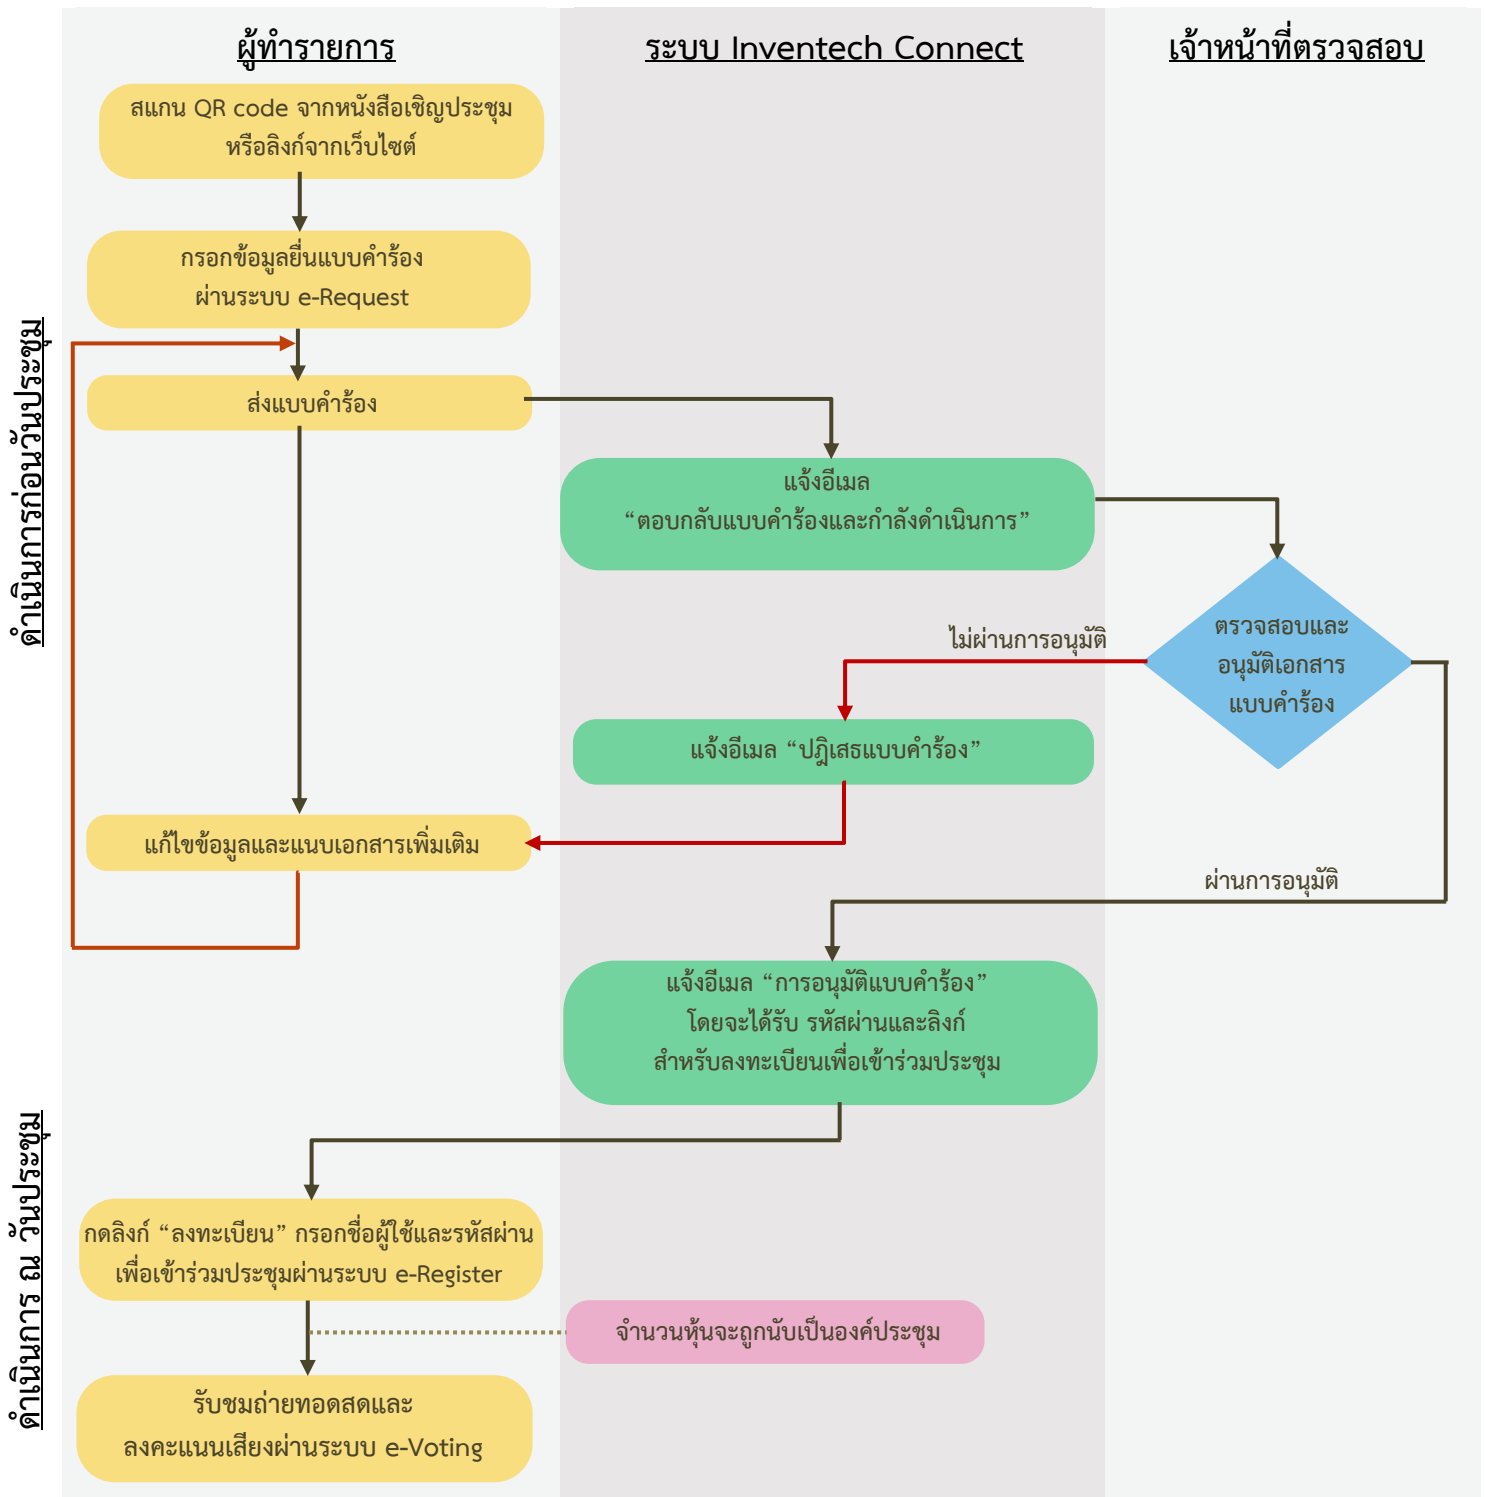 ผู้ทำรายการ
ระบบ Inventech Connect
เจ้าหน้าที่ตรวจสอบ
ดำเนินการก่อนวันประชุม
สแกน QR code จากหนังสือเชิญประชุม
หรือลิงก์จากเว็บไซต์
กรอกข้อมูลยื่นแบบคำร้อง
ผ่านระบบ e-Request
ส่งแบบคำร้อง
แจ้งอีเมล
“ตอบกลับแบบคำร้องและกำลังดำเนินการ”
ตรวจสอบและ
อนุมัติเอกสาร
แบบคำร้อง
ไม่ผ่านการอนุมัติ
แจ้งอีเมล “ปฎิเสธแบบคำร้อง”
แก้ไขข้อมูลและแนบเอกสารเพิ่มเติม
ผ่านการอนุมัติ
แจ้งอีเมล “การอนุมัติแบบคำร้อง”
โดยจะได้รับ รหัสผ่านและลิงก์
สำหรับลงทะเบียนเพื่อเข้าร่วมประชุม
ดำเนินการ ณ วันประชุม
กดลิงก์ “ลงทะเบียน” กรอกชื่อผู้ใช้และรหัสผ่าน
เพื่อเข้าร่วมประชุมผ่านระบบ e-Register
จำนวนหุ้นจะถูกนับเป็นองค์ประชุม
รับชมถ่ายทอดสดและ
ลงคะแนนเสียงผ่านระบบ e-Voting